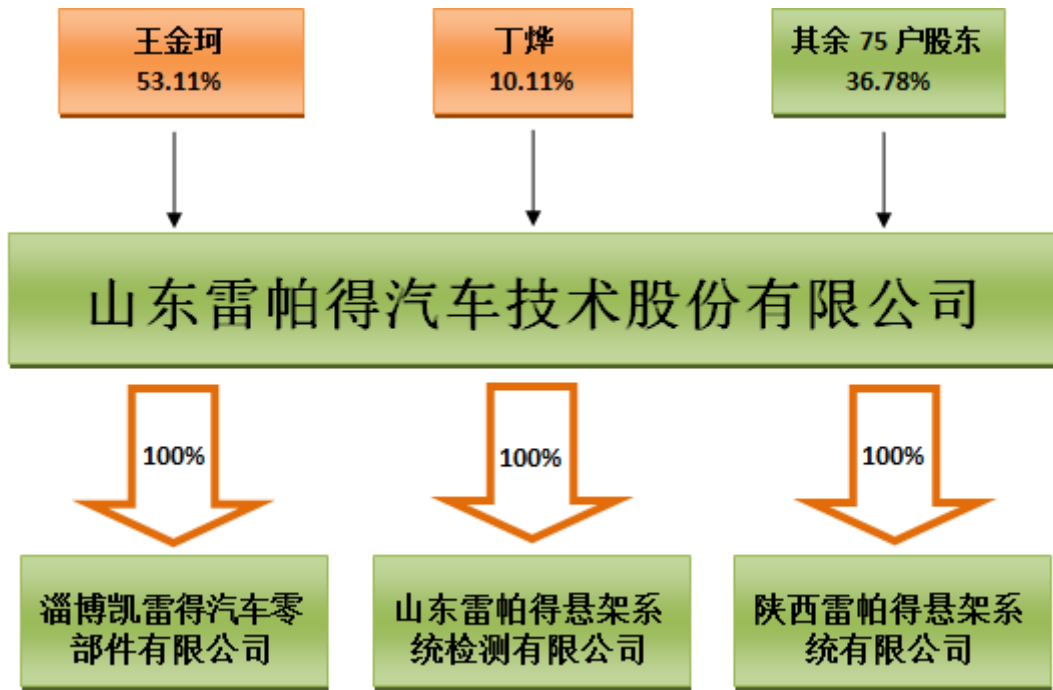 王金珂
53.11%
丁烨
10.11%
其余 75 户股东
36.78%
山东雷帕得汽车技术股份有限公司
100%
100%
100%
淄博凯雷得汽车零
部件有限公司
山东雷帕得悬架系
统检测有限公司
陕西雷帕得悬架系
统有限公司